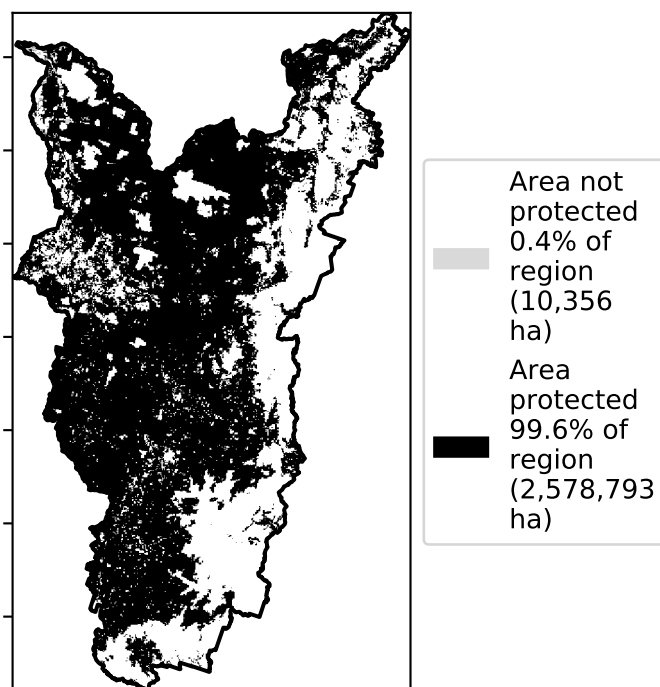 Area not
protected
0.4% of
region
(10,356
ha)
Area
protected
99.6% of
region
(2,578,793
ha)